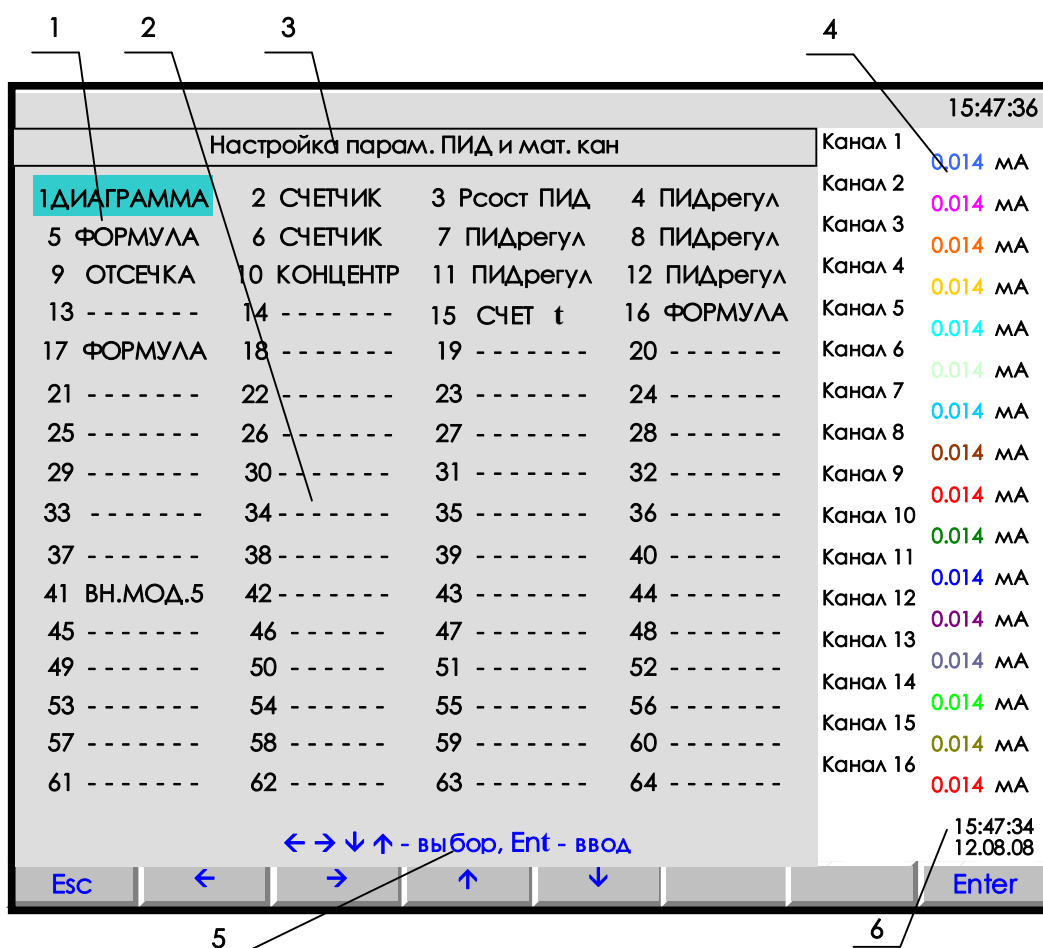 1 2 3 4
15:47:36
Настройка парам. ПИД и мат. кан
1ДИАГРАММА 2 СЧЕТЧИК 3 Рсост ПИД 4 ПИДрегул
5 ФОРМУЛА 6 СЧЕТЧИК 7 ПИДрегул 8 ПИДрегул
9 ОТСЕЧКА 10 КОНЦЕНТР 11 ПИДрегул 12 ПИДрегул
13 - - - - - - - 14 - - - - - - - 15 СЧЕТ t 16 ФОРМУЛА
17 ФОРМУЛА 18 - - - - - - - 19 - - - - - - - 20 - - - - - - -
21 - - - - - - - 22 - - - - - - - 23 - - - - - - - 24 - - - - - - -
25 - - - - - - - 26 - - - - - - - 27 - - - - - - - 28 - - - - - - -
29 - - - - - - - 30 - - - - - - - 31 - - - - - - - 32 - - - - - - -
33 - - - - - - - 34 - - - - - - - 35 - - - - - - - 36 - - - - - - -
37 - - - - - - - 38 - - - - - - - 39 - - - - - - - 40 - - - - - - -
41 ВН.МОД.5 42 - - - - - - - 43 - - - - - - - 44 - - - - - - -
45 - - - - - - - 46 - - - - - - - 47 - - - - - - - 48 - - - - - - -
49 - - - - - - - 50 - - - - - - - 51 - - - - - - - 52 - - - - - - -
53 - - - - - - - 54 - - - - - - - 55 - - - - - - - 56 - - - - - - -
57 - - - - - - - 58 - - - - - - - 59 - - - - - - - 60 - - - - - - -
61 - - - - - - - 62 - - - - - - - 63 - - - - - - - 64 - - - - - - -
Канал 1
0.014 мА
Канал 2
0.014 мА
Канал 3
0.014 мА
Канал 4
0.014 мА
Канал 5
0.014 мА
Канал 6
0.014 мА
Канал 7
0.014 мА
Канал 8
0.014 мА
Канал 9
0.014 мА
Канал 10
0.014 мА
Канал 11
0.014 мА
Канал 12
0.014 мА
Канал 13
0.014 мА
Канал 14
0.014 мА
Канал 15
0.014 мА
Канал 16
0.014 мА
15:47:34
12.08.08
← → ↓ ↑ - выбор, Ent - ввод
Esc ← → ↑ ↓ Enter
5 6